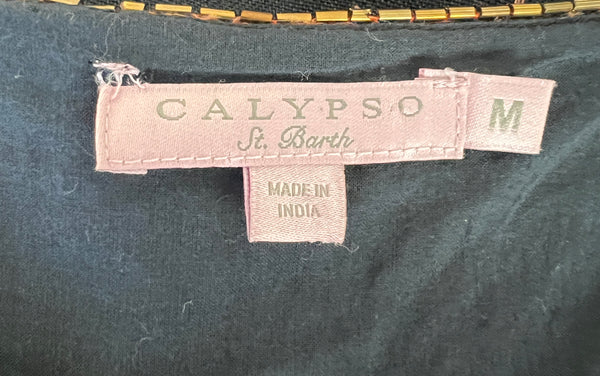 CALYPSO
St. Barth
M
MADE IN
INDIA